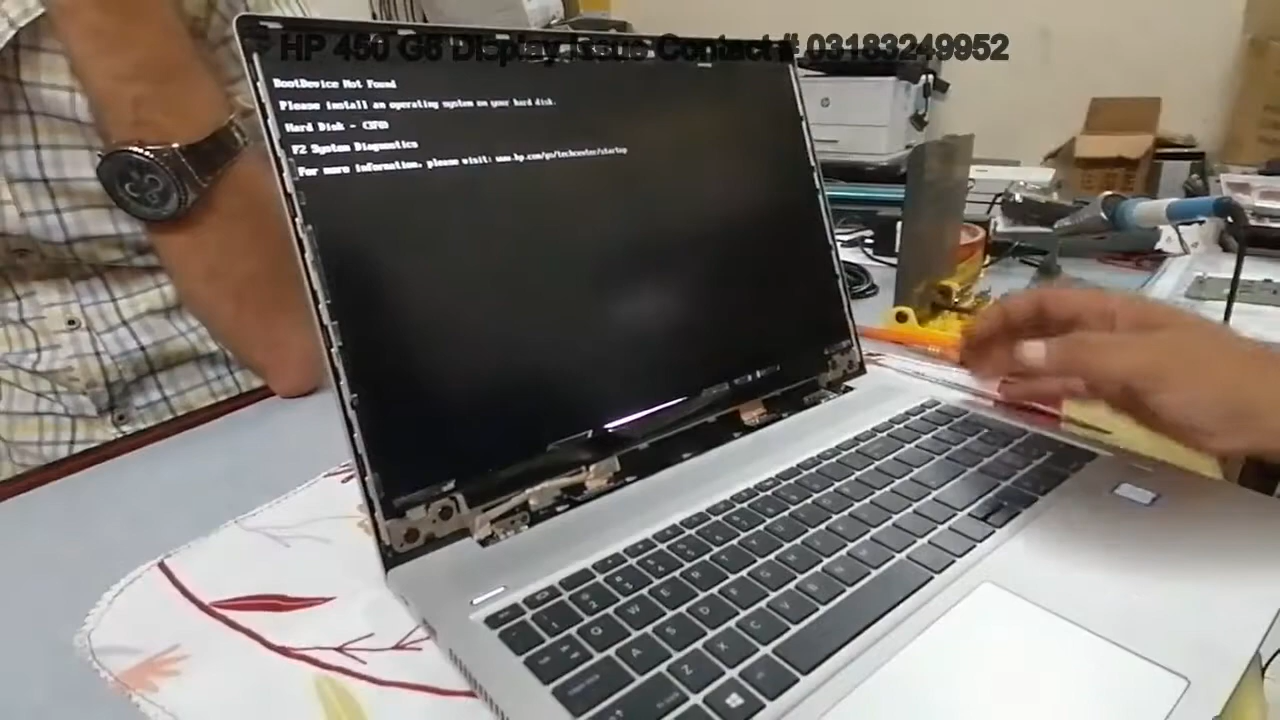 HP 450 G5 Display Issue Contact # 03183249952
BootDevice Not Found
Please install an operating system on your hard disk.
Hard Disk - (3F0)
F2 System Diagnostics
For more information, please visit: www.hp.com/go/techcenter/startup